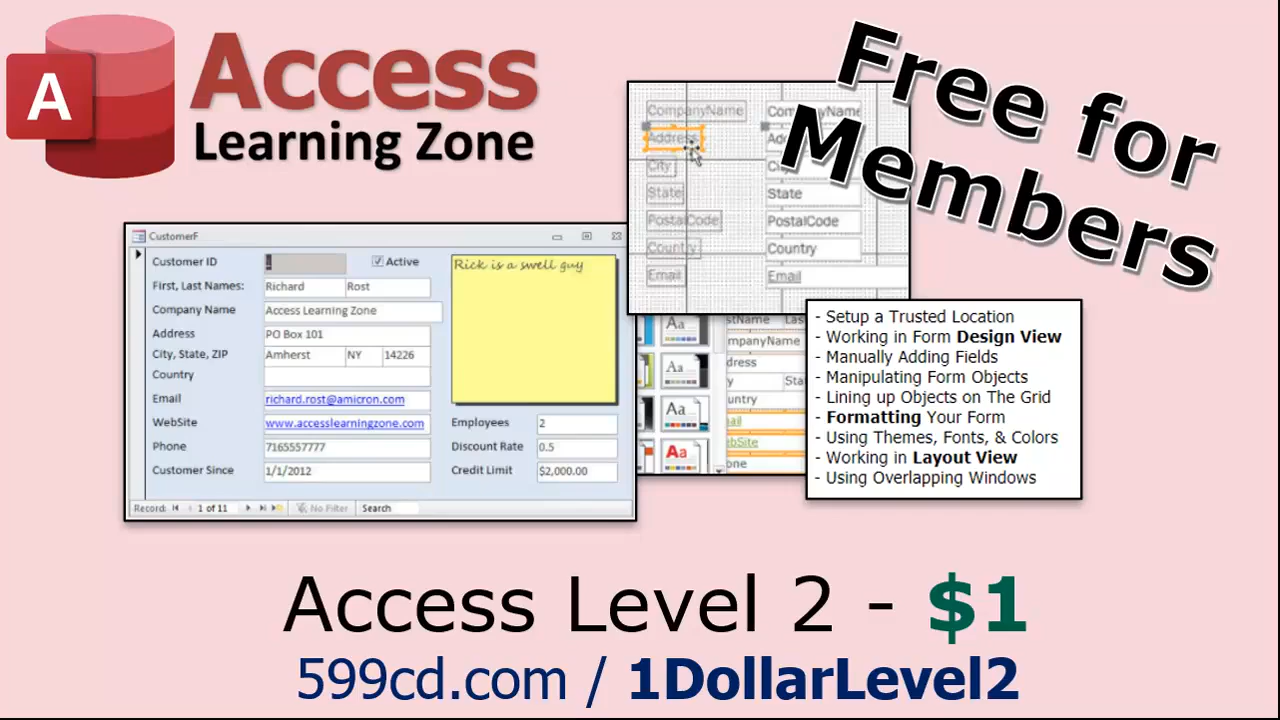 A
Access
Learning Zone
Free for
Members
CompanyName CompanyName
Address
City
State State
PostalCode PostalCode
Country Country
Email Email
CustomerF
Customer ID Active
First, Last Names: Richard Rost
Company Name Access Learning Zone
Address PO Box 101
City, State, ZIP Amherst NY 14226
Country
Email richard.rost@amicron.com
WebSite www.accesslearningzone.com
Phone 7165557777
Customer Since 1/1/2012
Rick is a swell guy
Employees 2
Discount Rate 0.5
Credit Limit $2,000.00
Record: 1 of 11 No Filter Search
Aa
Aa
Aa
Aa
- Setup a Trusted Location
- Working in Form Design View
- Manually Adding Fields
- Manipulating Form Objects
- Lining up Objects on The Grid
- Formatting Your Form
- Using Themes, Fonts, & Colors
- Working in Layout View
- Using Overlapping Windows
Access Level 2 - $1
599cd.com / 1DollarLevel2